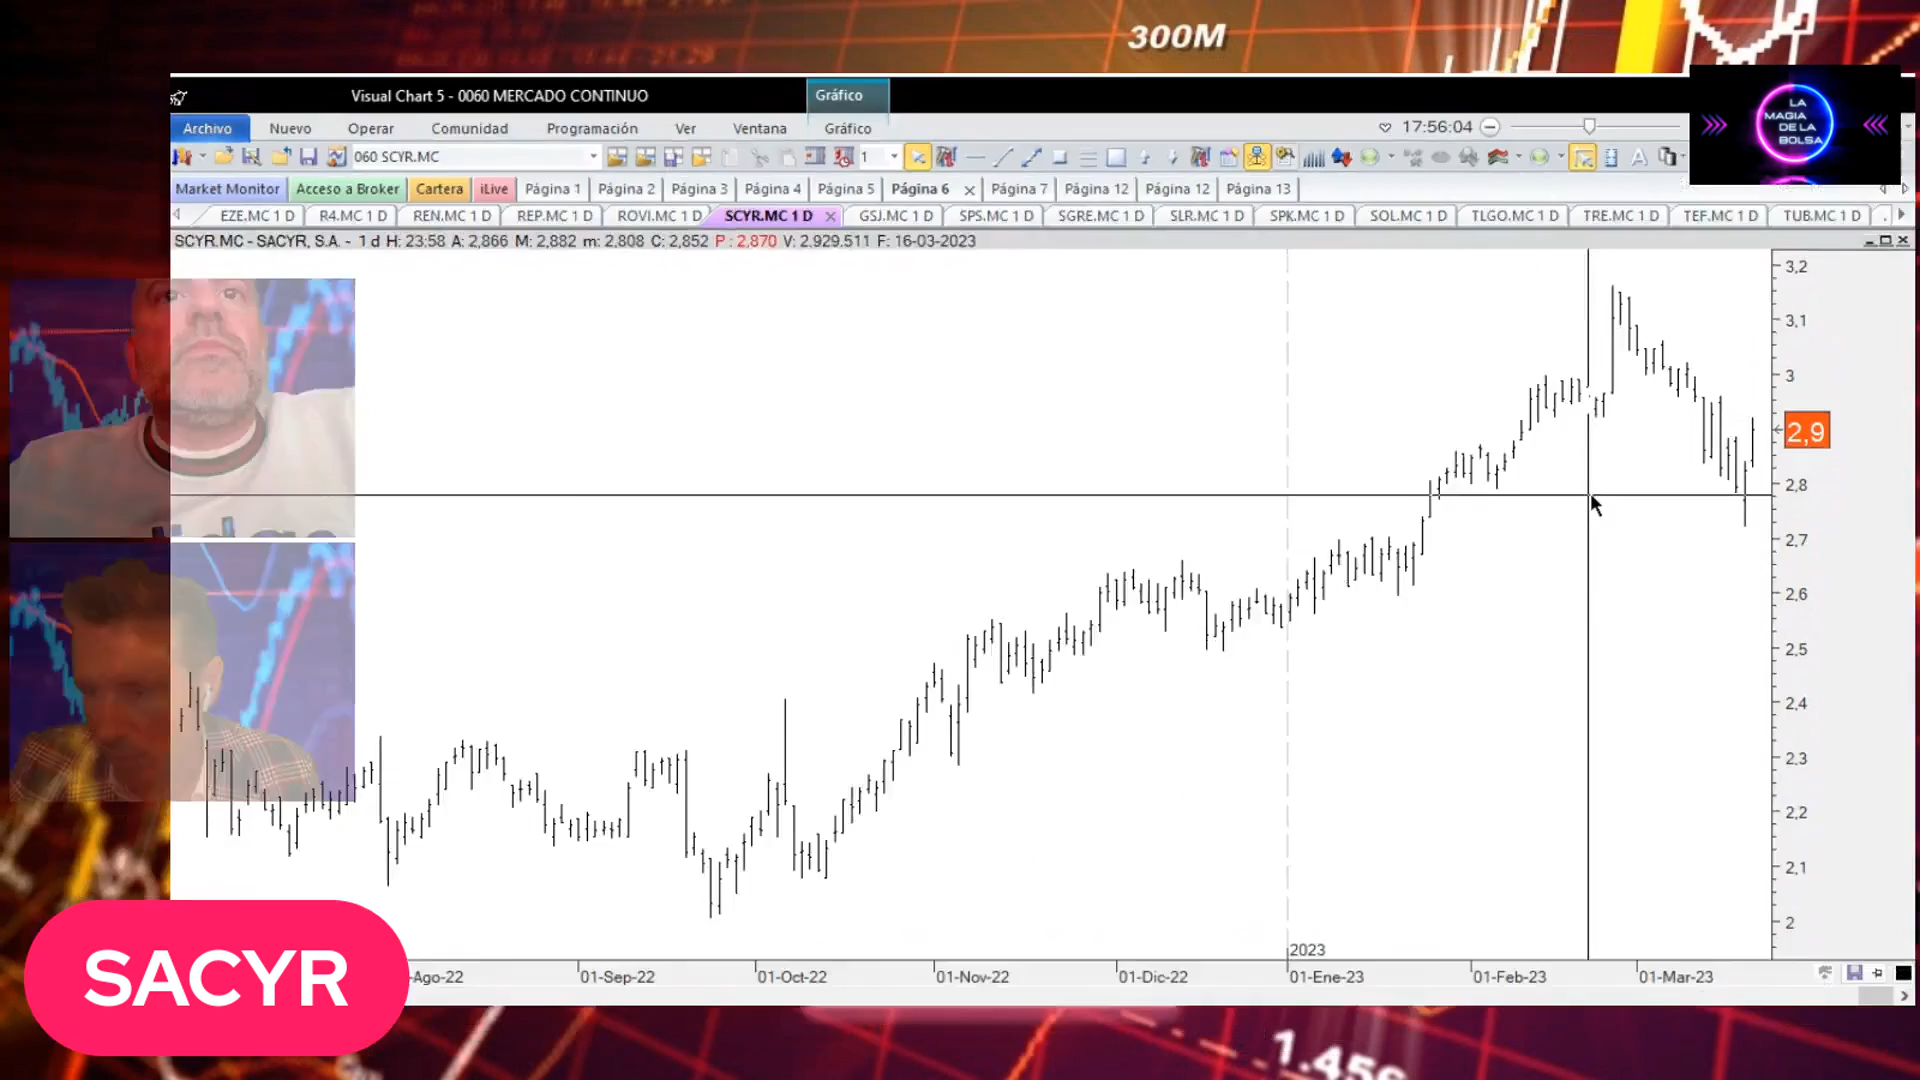 300M
Visual Chart 5 - 0060 MERCADO CONTINUO
Gráfico
LA
MAGIA
DE LA
BOLSA
Archivo Nuevo Operar Comunidad Programación Ver Ventana Gráfico 17:56:04
060 SCYR.MC 1
Market Monitor Acceso a Broker Cartera iLive Página 1 Página 2 Página 3 Página 4 Página 5 Página 6 Página 7 Página 12 Página 12 Página 13
EZE.MC 1 D R4.MC 1 D REN.MC 1 D REP.MC 1 D ROVI.MC 1 D SCYR.MC 1 D GSJ.MC 1 D SPS.MC 1 D SGRE.MC 1 D SLR.MC 1 D SPK.MC 1 D SOL.MC 1 D TLGO.MC 1 D TRE.MC 1 D TEF.MC 1 D TUB.MC 1 D
SCYR.MC - SACYR, S.A. - 1 d H: 23:58 A: 2,866 M: 2,882 m: 2,808 C: 2,852 P : 2,870 V: 2.929.511 F: 16-03-2023
3,2
3,1
3
2,9
2,8
2,7
2,6
2,5
2,4
2,3
2,2
2,1
2
2023
Ago-22 01-Sep-22 01-Oct-22 01-Nov-22 01-Dic-22 01-Ene-23 01-Feb-23 01-Mar-23
SACYR